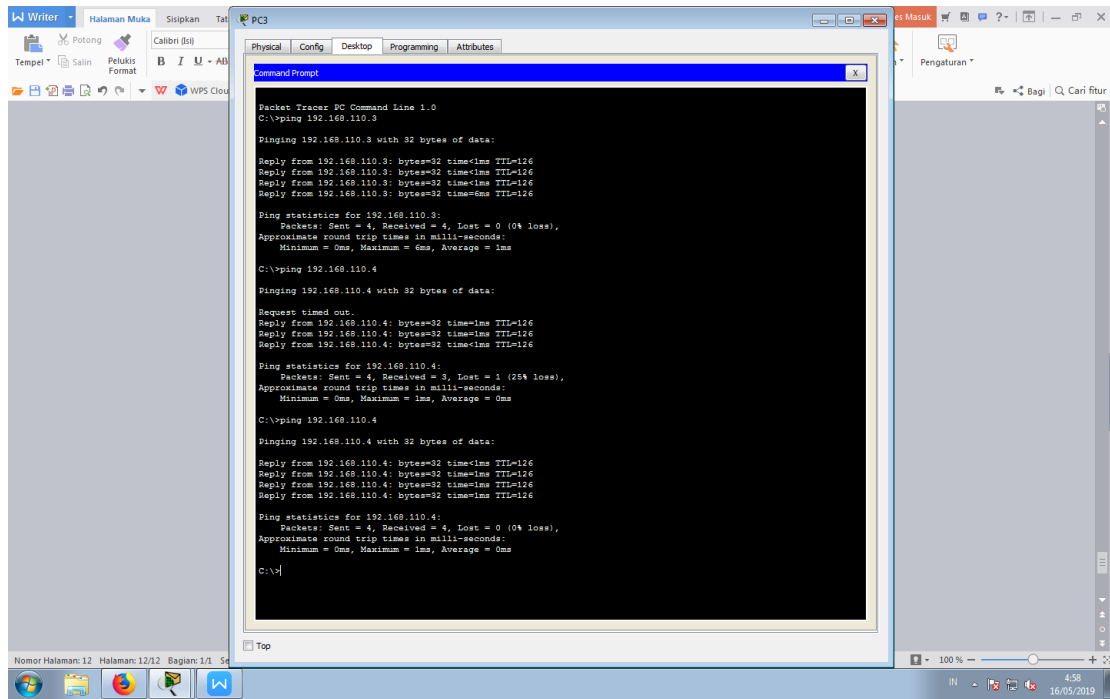 Writer
Halaman Muka
Sisipkan
Tat
PC3
es Masuk
Potong
Calibri (Isi)
Tempel
Salin
Pelukis
Format
B I U AB
Pengaturan
WPS Clou
Bagi
Cari fitur
Physical Config Desktop Programming Attributes
Command Prompt
X
Packet Tracer PC Command Line 1.0
C:\>ping 192.168.110.3
Pinging 192.168.110.3 with 32 bytes of data:
Reply from 192.168.110.3: bytes=32 time<1ms TTL=126
Reply from 192.168.110.3: bytes=32 time<1ms TTL=126
Reply from 192.168.110.3: bytes=32 time<1ms TTL=126
Reply from 192.168.110.3: bytes=32 time=6ms TTL=126
Ping statistics for 192.168.110.3:
Packets: Sent = 4, Received = 4, Lost = 0 (0% loss),
Approximate round trip times in milli-seconds:
Minimum = 0ms, Maximum = 6ms, Average = 1ms
C:\>ping 192.168.110.4
Pinging 192.168.110.4 with 32 bytes of data:
Request timed out.
Reply from 192.168.110.4: bytes=32 time=1ms TTL=126
Reply from 192.168.110.4: bytes=32 time=1ms TTL=126
Reply from 192.168.110.4: bytes=32 time<1ms TTL=126
Ping statistics for 192.168.110.4:
Packets: Sent = 4, Received = 3, Lost = 1 (25% loss),
Approximate round trip times in milli-seconds:
Minimum = 0ms, Maximum = 1ms, Average = 0ms
C:\>ping 192.168.110.4
Pinging 192.168.110.4 with 32 bytes of data:
Reply from 192.168.110.4: bytes=32 time<1ms TTL=126
Reply from 192.168.110.4: bytes=32 time=1ms TTL=126
Reply from 192.168.110.4: bytes=32 time=1ms TTL=126
Reply from 192.168.110.4: bytes=32 time=1ms TTL=126
Ping statistics for 192.168.110.4:
Packets: Sent = 4, Received = 4, Lost = 0 (0% loss),
Approximate round trip times in milli-seconds:
Minimum = 0ms, Maximum = 1ms, Average = 0ms
C:\>
Top
Nomor Halaman: 12 Halaman: 12/12 Bagian: 1/1 Se
100 %
IN
4:58
16/05/2019